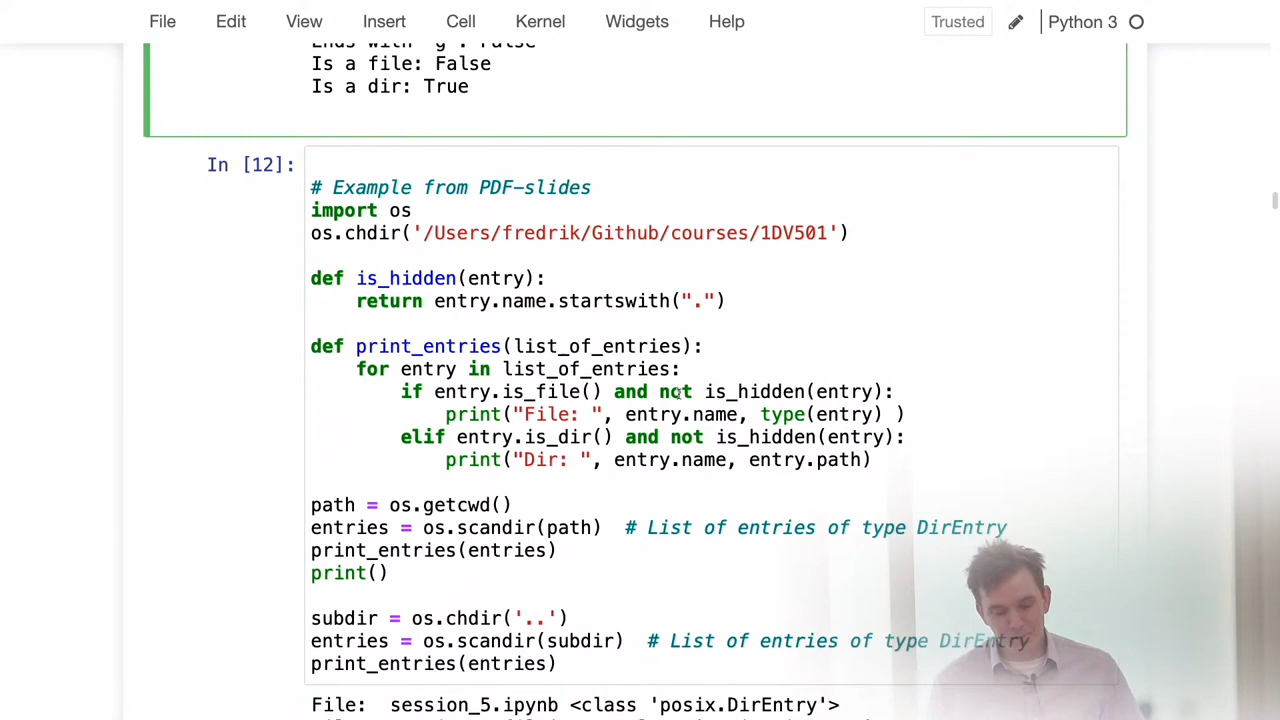 File Edit View Insert Cell Kernel Widgets Help Trusted Python 3
Is a file: False
Is a dir: True
In [12]:
# Example from PDF-slides
import os
os.chdir('/Users/fredrik/Github/courses/1DV501')
def is_hidden(entry):
return entry.name.startswith(".")
def print_entries(list_of_entries):
for entry in list_of_entries:
if entry.is_file() and not is_hidden(entry):
print("File: ", entry.name, type(entry) )
elif entry.is_dir() and not is_hidden(entry):
print("Dir: ", entry.name, entry.path)
path = os.getcwd()
entries = os.scandir(path) # List of entries of type DirEntry
print_entries(entries)
print()
subdir = os.chdir('..')
entries = os.scandir(subdir) # List of entries of type DirEntry
print_entries(entries)
File: session_5.ipynb <class 'posix.DirEntry'>